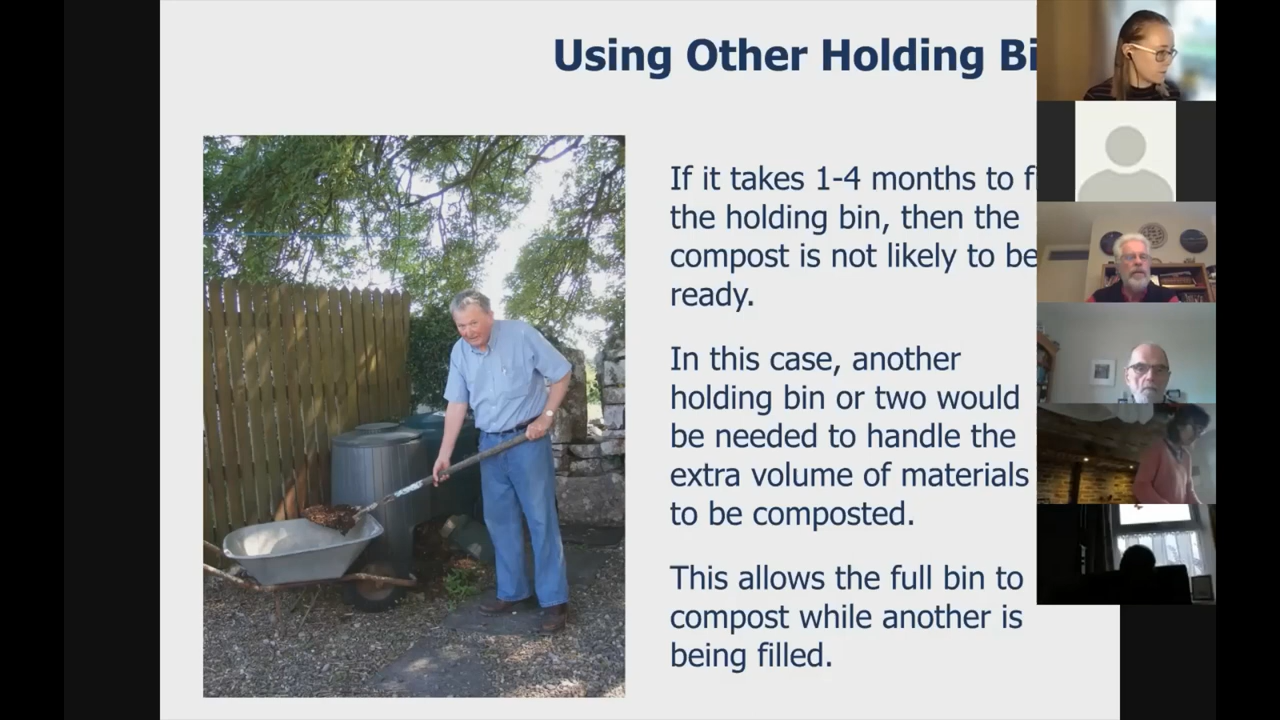 Using Other Holding Bi
If it takes 1-4 months to f
the holding bin, then the
compost is not likely to be
ready.
In this case, another
holding bin or two would
be needed to handle the
extra volume of materials
to be composted.
This allows the full bin to
compost while another is
being filled.